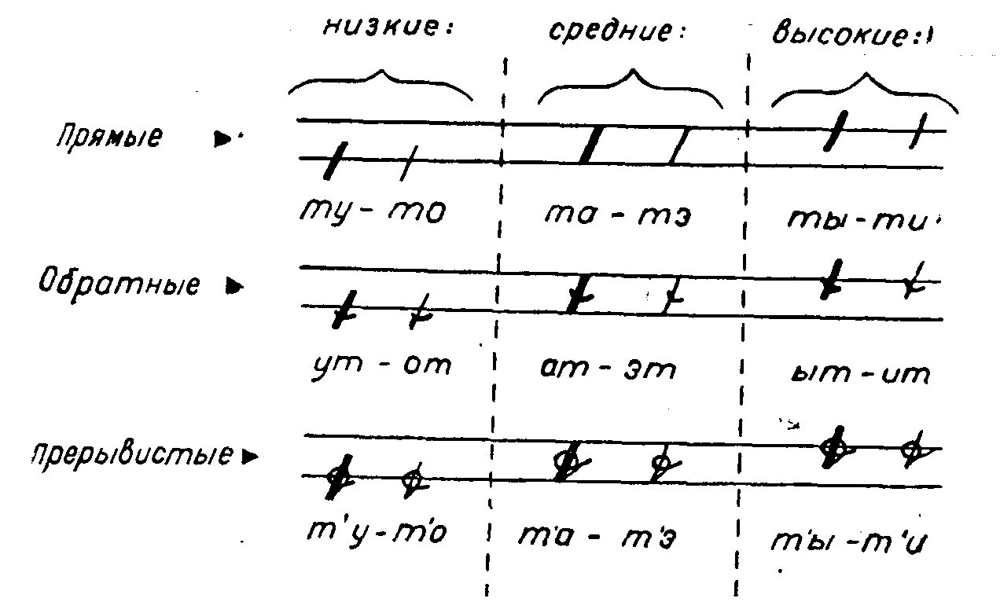 низкие: средние: высокие:
Прямые
ту - то та - тэ ты - ти
Обратные
ут - от ат - эт ыт - ит
прерывистые
т'у - т'о т'а - т'э т'ы - т'и